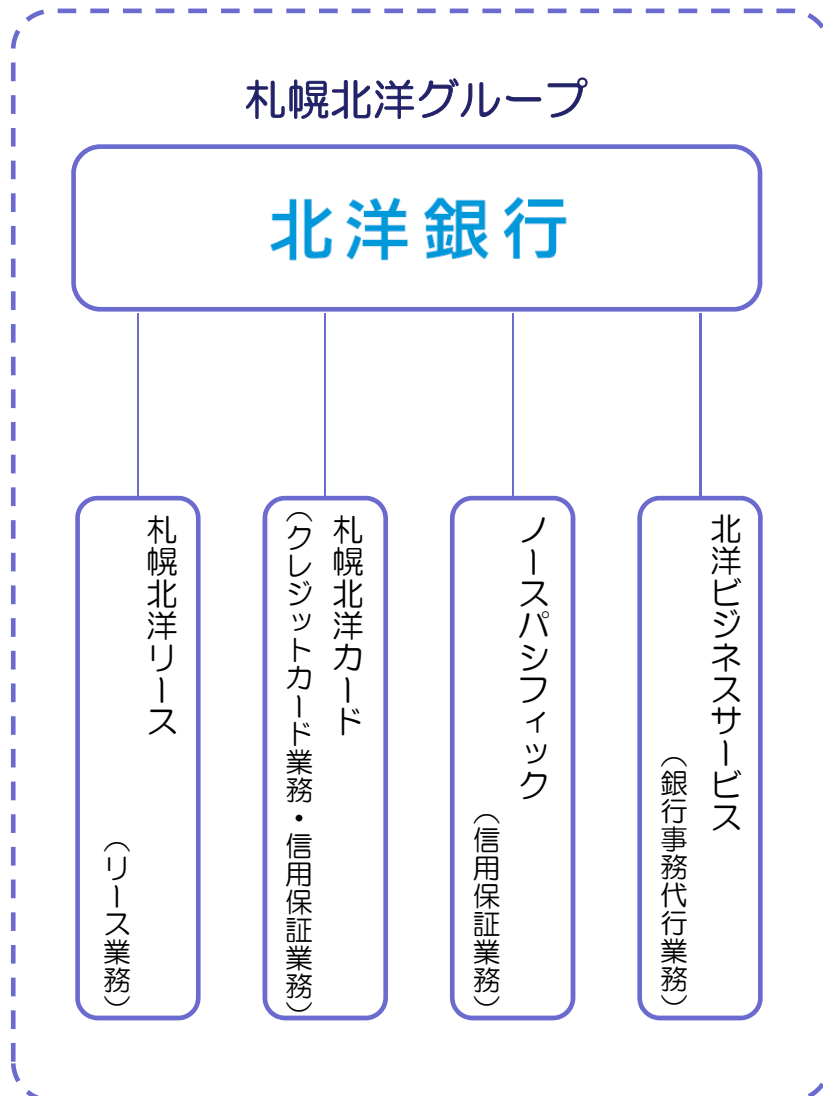 札幌北洋グループ
北洋銀行
札幌北洋リース
（リース業務）
札幌北洋カード
（クレジットカード業務・信用保証業務）
ノースパシフィック
（信用保証業務）
北洋ビジネスサービス
（銀行事務代行業務）